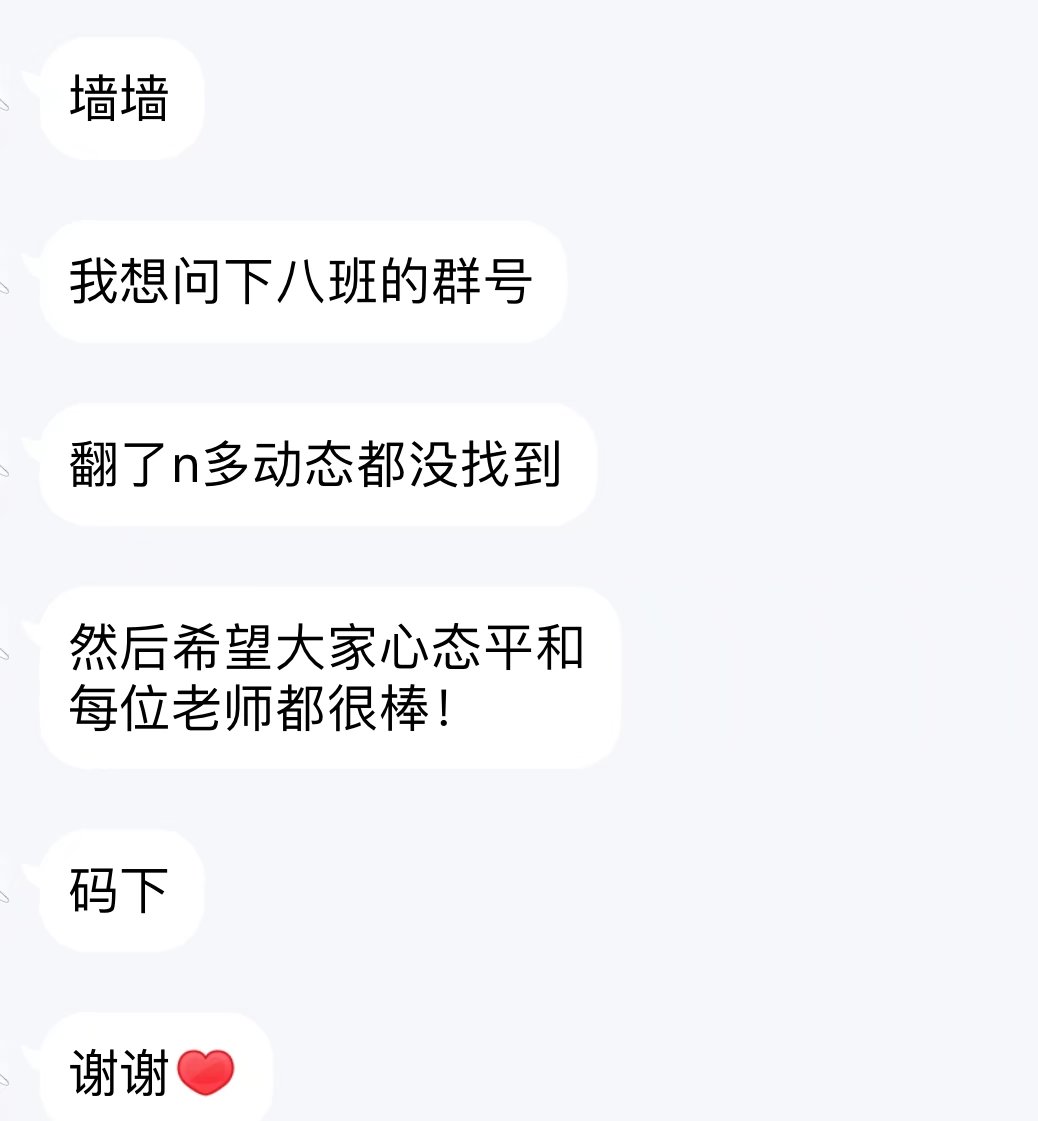 墙墙
我想问下八班的群号
翻了n多动态都没找到
然后希望大家心态平和
每位老师都很棒！
码下
谢谢❤️